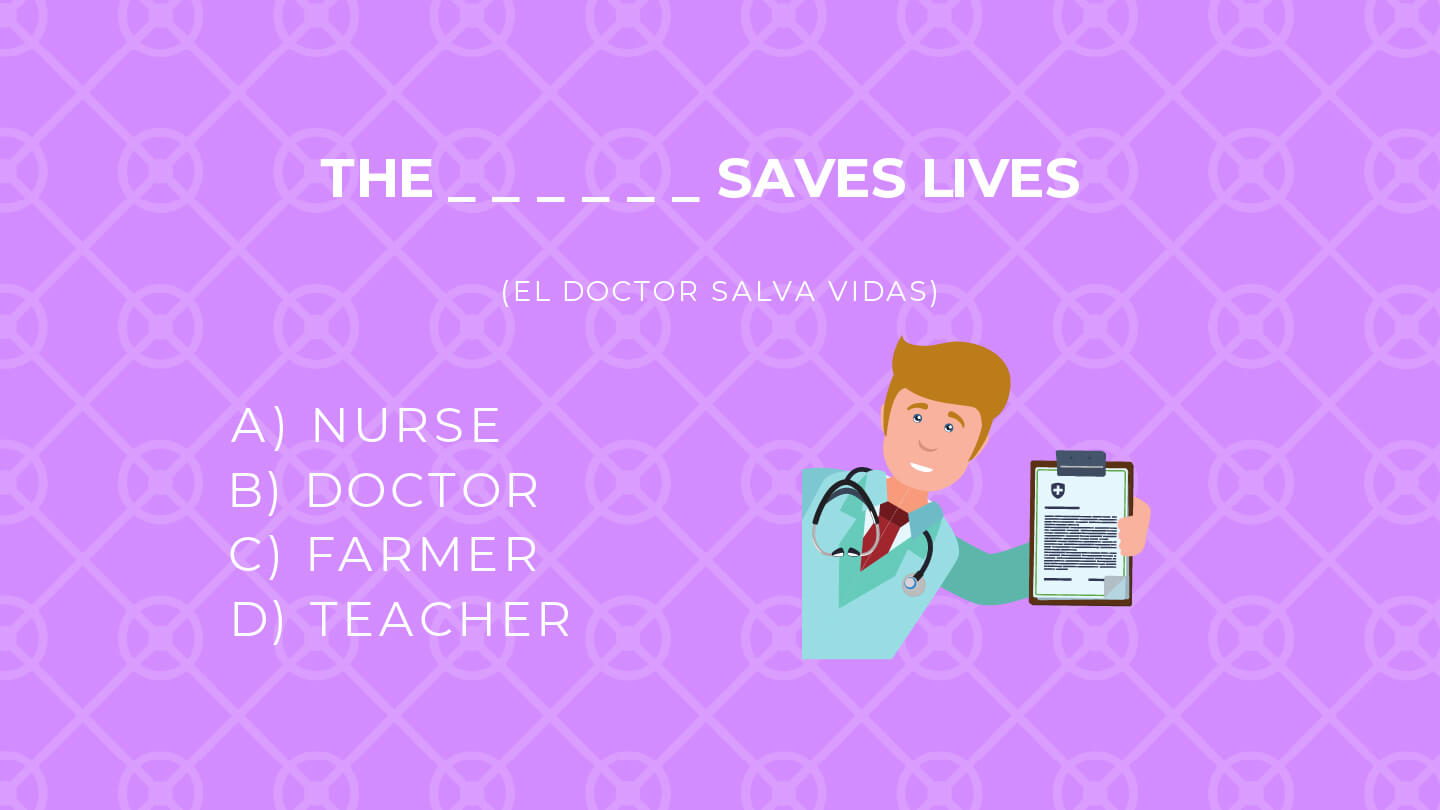 THE _ _ _ _ _ _ SAVES LIVES
(EL DOCTOR SALVA VIDAS)
A) NURSE
B) DOCTOR
C) FARMER
D) TEACHER